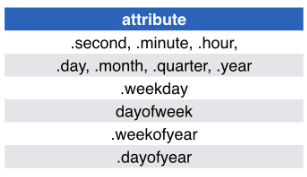 attribute
.second, .minute, .hour,
.day, .month, .quarter, .year
.weekday
dayofweek
.weekofyear
.dayofyear